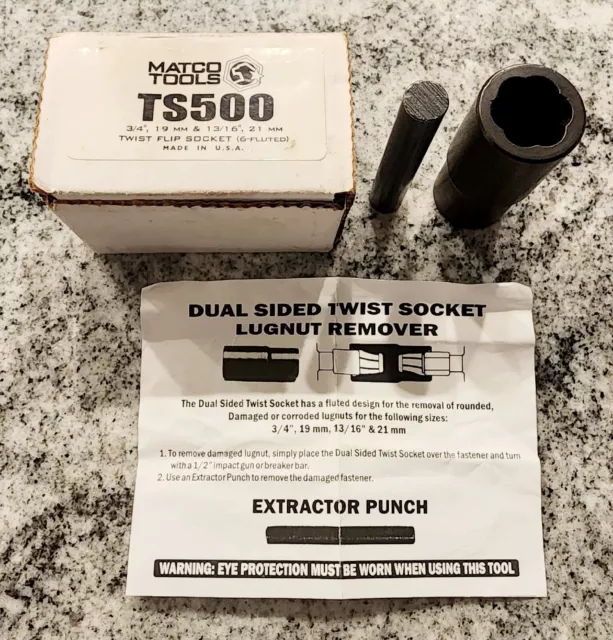 MATCO
TOOLS
TS500
3/4", 19 MM & 13/16", 21 MM
TWIST FLIP SOCKET (6-FLUTED)
MADE IN U.S.A.
DUAL SIDED TWIST SOCKET
LUGNUT REMOVER
The Dual Sided Twist Socket has a fluted design for the removal of rounded,
Damaged or corroded lugnuts for the following sizes:
3/4", 19 mm, 13/16" & 21 mm
1. To remove damaged lugnut, simply place the Dual Sided Twist Socket over the fastener and turn
with a 1/2" impact gun or breaker bar.
2. Use an Extractor Punch to remove the damaged fastener.
EXTRACTOR PUNCH
WARNING: EYE PROTECTION MUST BE WORN WHEN USING THIS TOOL